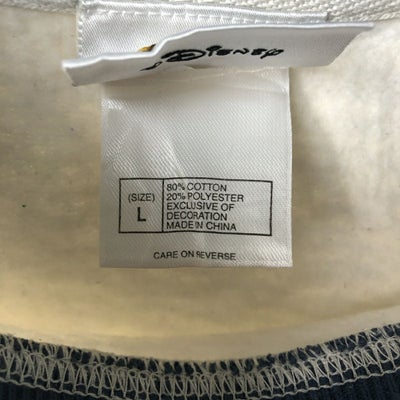 Disney
(SIZE)
L
80% COTTON
20% POLYESTER
EXCLUSIVE OF
DECORATION
MADE IN CHINA
CARE ON REVERSE